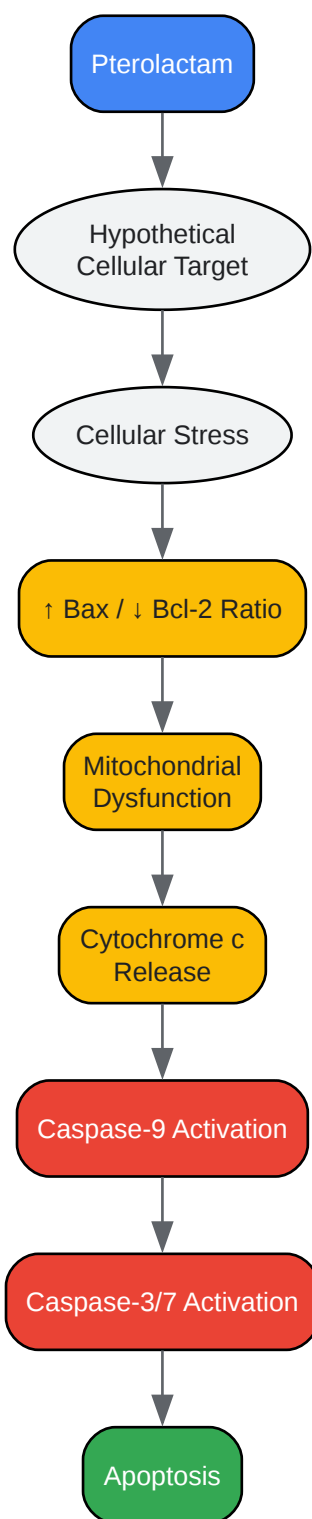 Pterolactam
Hypothetical
Cellular Target
Cellular Stress
↑ Bax / ↓ Bcl-2 Ratio
Mitochondrial
Dysfunction
Cytochrome c
Release
Caspase-9 Activation
Caspase-3/7 Activation
Apoptosis